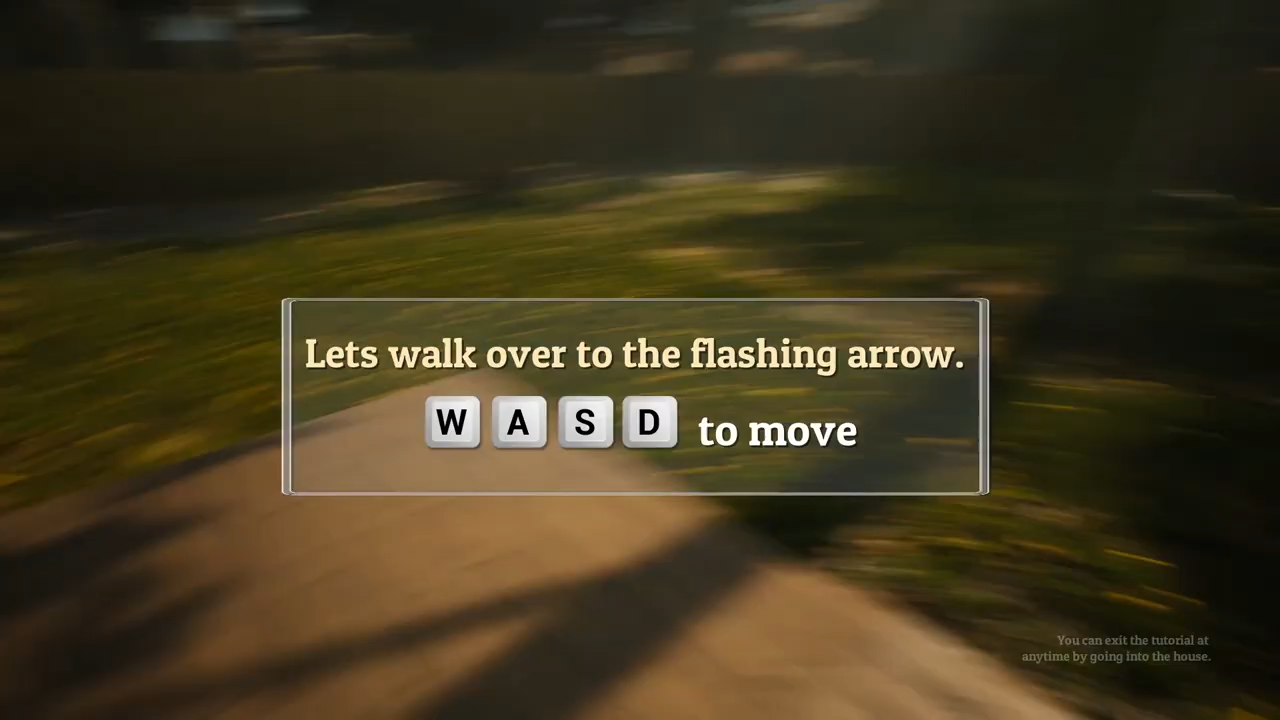 Lets walk over to the flashing arrow.
W A S D to move
You can exit the tutorial at
anytime by going into the house.